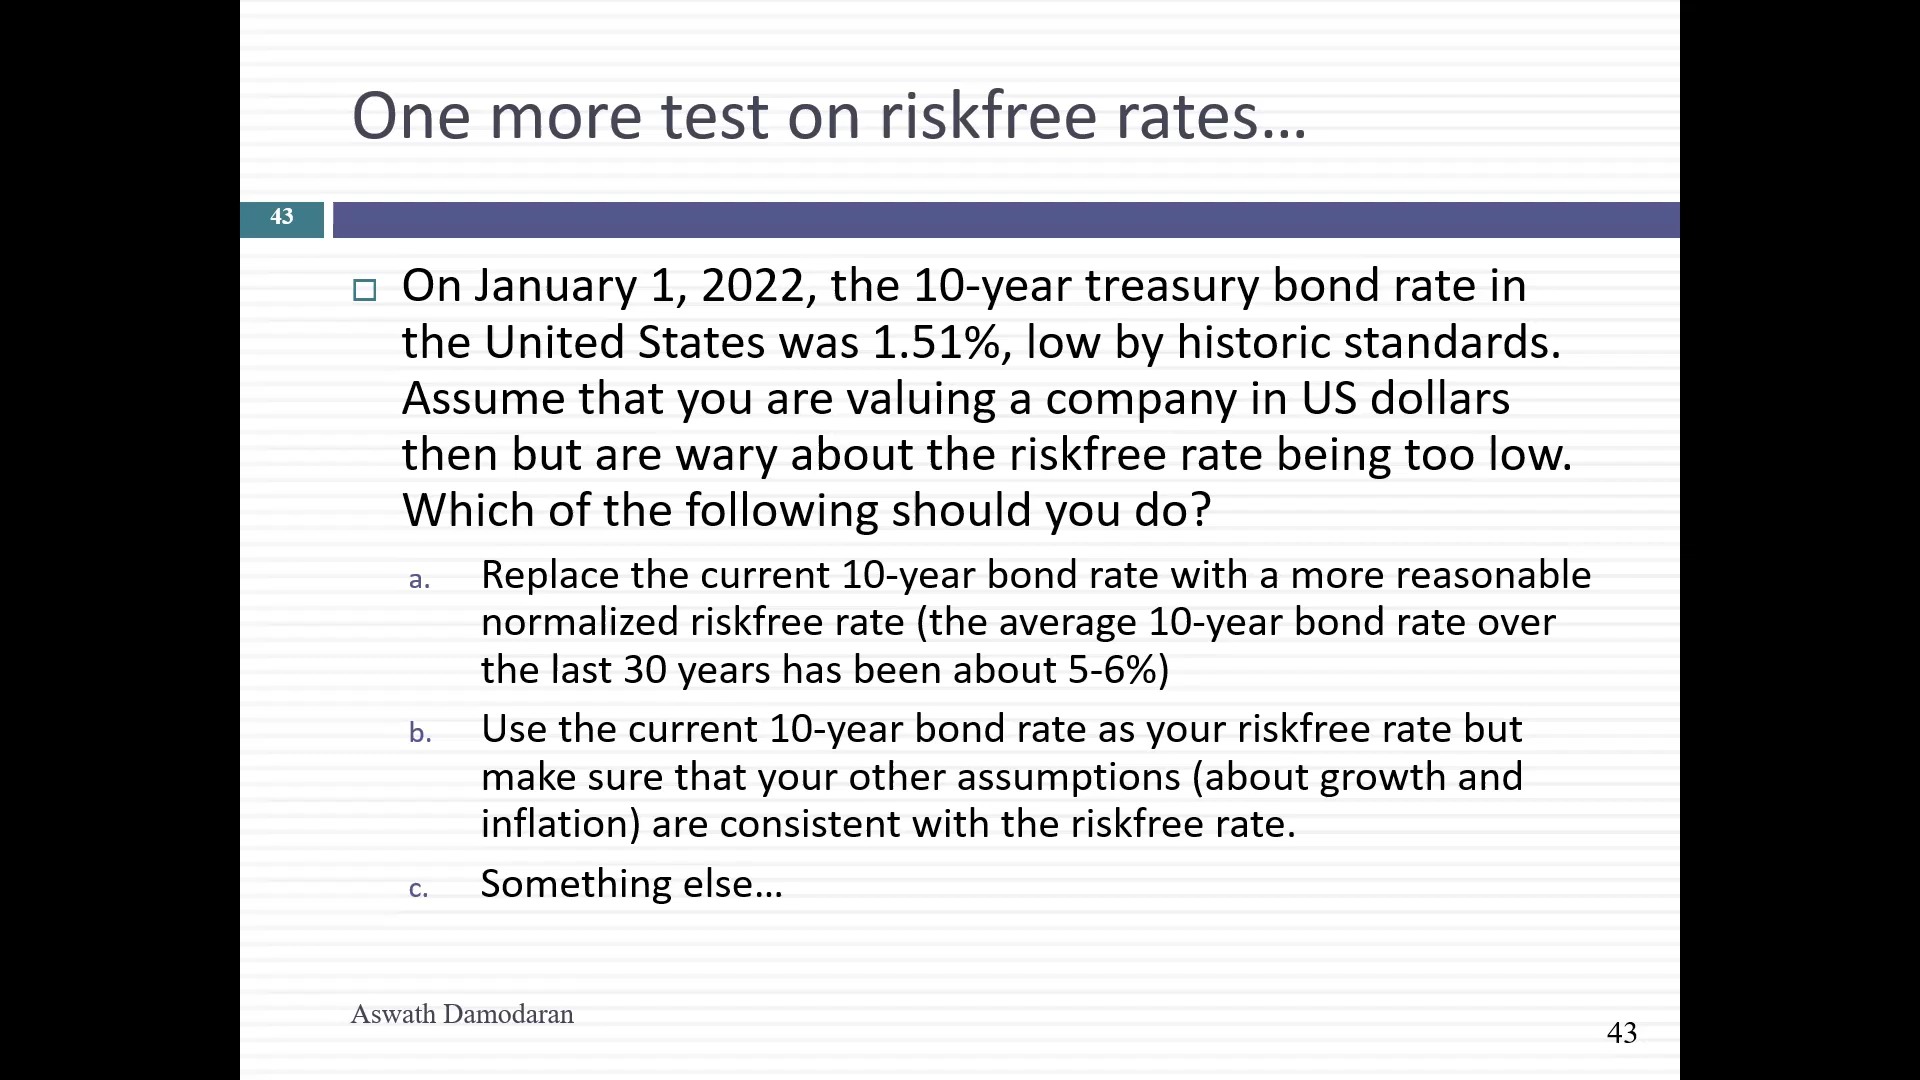 One more test on riskfree rates…
43
On January 1, 2022, the 10-year treasury bond rate in
the United States was 1.51%, low by historic standards.
Assume that you are valuing a company in US dollars
then but are wary about the riskfree rate being too low.
Which of the following should you do?
a. Replace the current 10-year bond rate with a more reasonable
normalized riskfree rate (the average 10-year bond rate over
the last 30 years has been about 5-6%)
b. Use the current 10-year bond rate as your riskfree rate but
make sure that your other assumptions (about growth and
inflation) are consistent with the riskfree rate.
c. Something else…
Aswath Damodaran
43